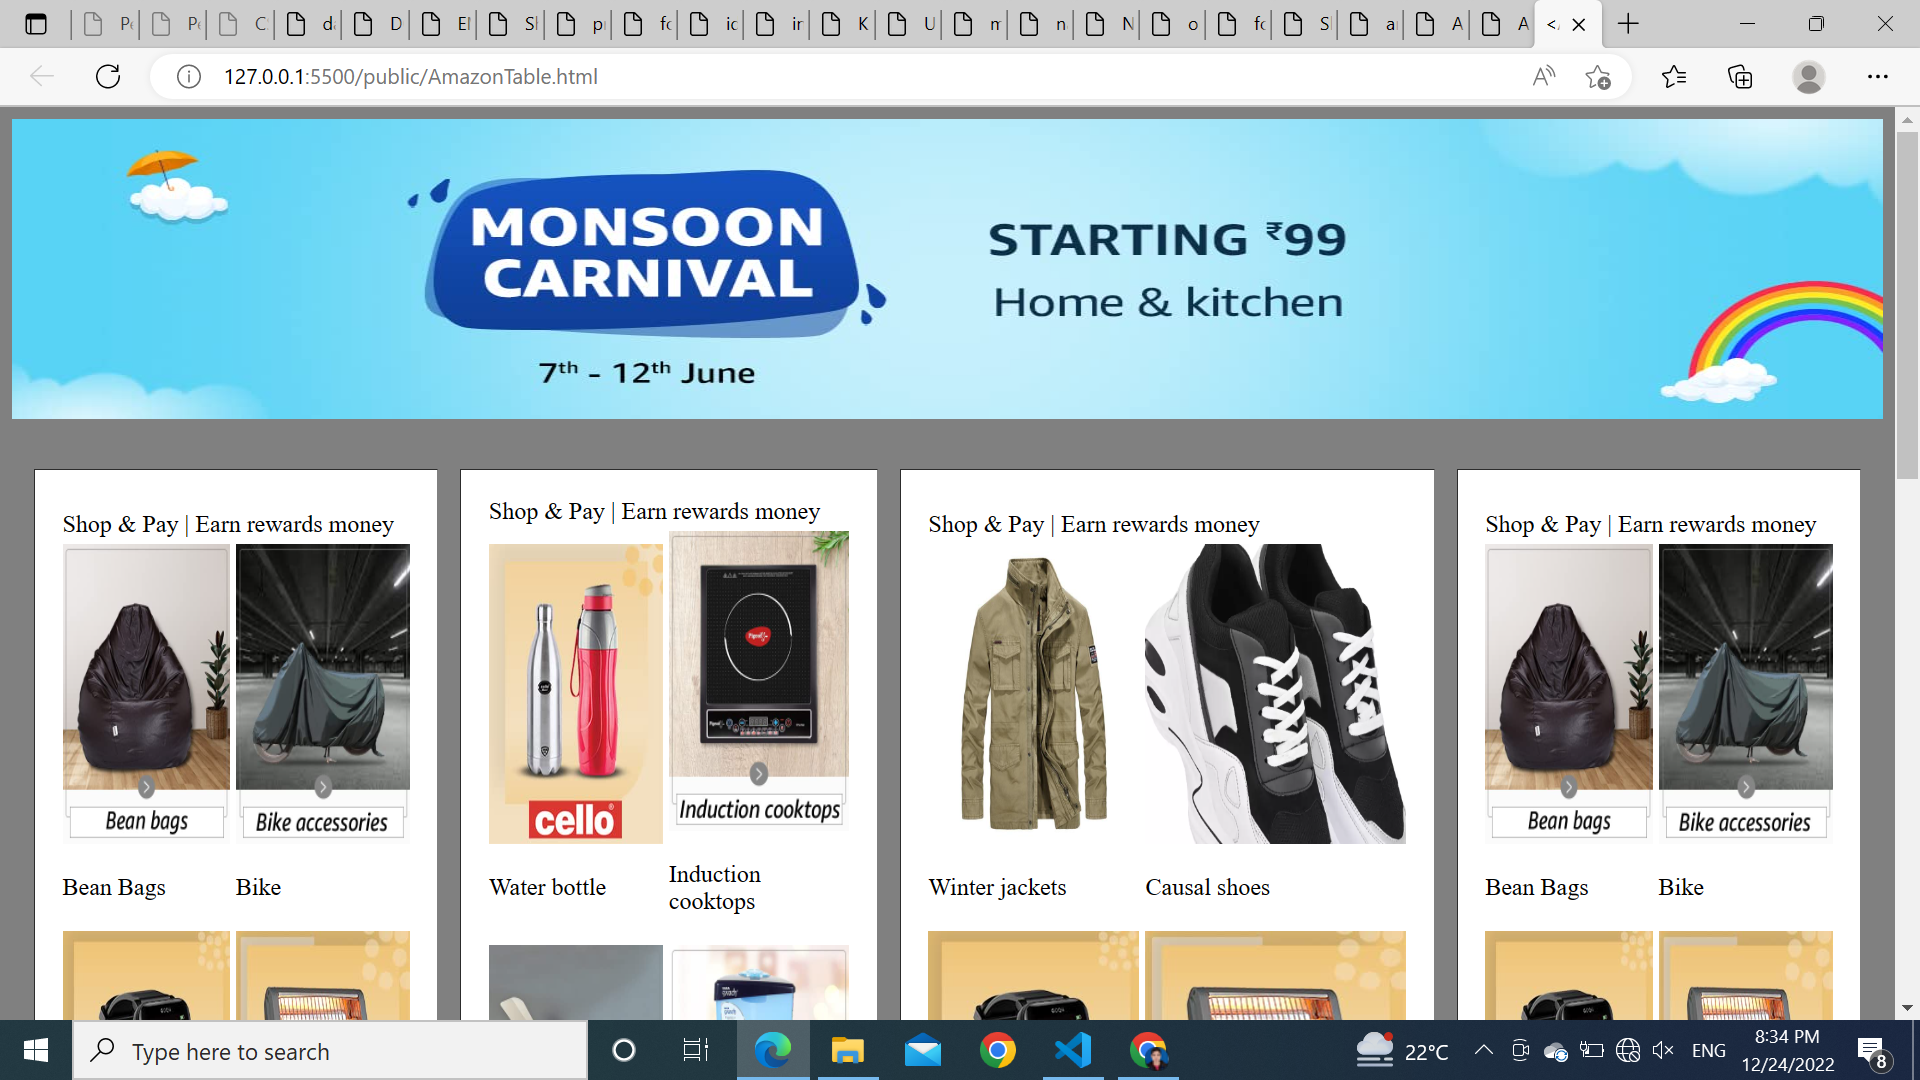 127.0.0.1:5500/public/AmazonTable.html
MONSOON
CARNIVAL
7th - 12th June
STARTING ₹99
Home & kitchen
Shop & Pay | Earn rewards money
Bean bags
Bike accessories
Bean Bags
Bike
Shop & Pay | Earn rewards money
cello
Induction cooktops
Water bottle
Induction
cooktops
Shop & Pay | Earn rewards money
Winter jackets
Causal shoes
Shop & Pay | Earn rewards money
Bean bags
Bike accessories
Bean Bags
Bike
Type here to search
22°C
ENG
8:34 PM
12/24/2022
8